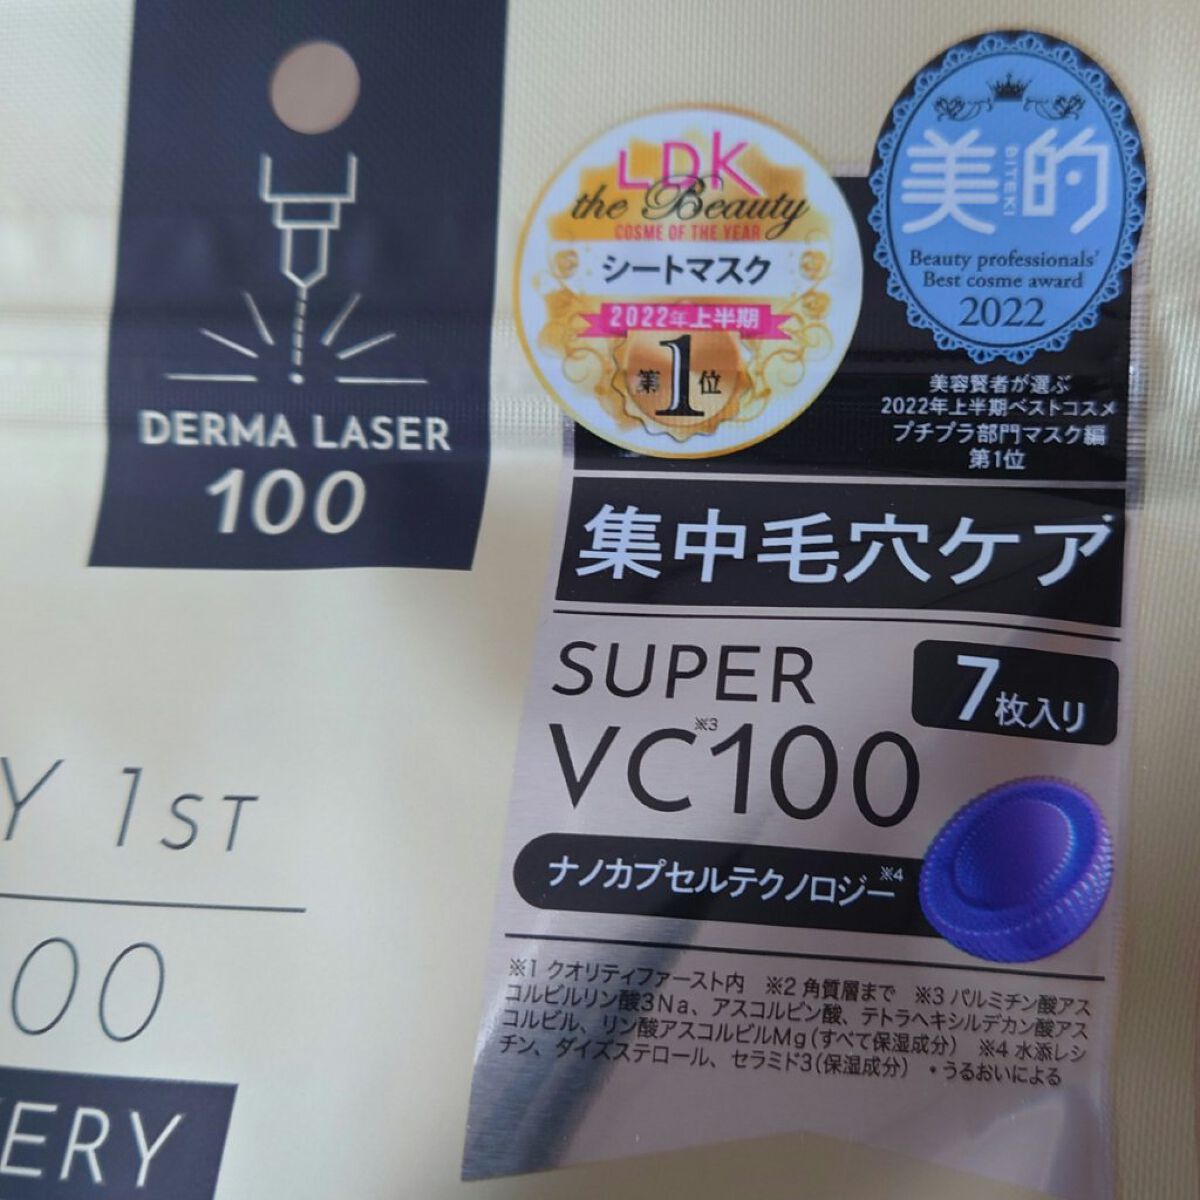 DERMA LASER
100
LDK
the Beauty
COSME OF THE YEAR
シートマスク
2022年上半期
第1位
美的
BITEKI
Beauty professionals'
Best cosme award
2022
美容賢者が選ぶ
2022年上半期ベストコスメ
プチプラ部門マスク編
第1位
集中毛穴ケア
SUPER
VC※3100
7枚入り
ナノカプセルテクノロジー※4
※1 クオリティファースト内 ※2 角質層まで ※3 パルミチン酸アス
コルビルリン酸3Na、アスコルビン酸、テトラヘキシルデカン酸アス
コルビル、リン酸アスコルビルMg(すべて保湿成分) ※4 水添レシ
チン、ダイズステロール、セラミド3(保湿成分) ・うるおいによる
Y 1ST
00
ERY